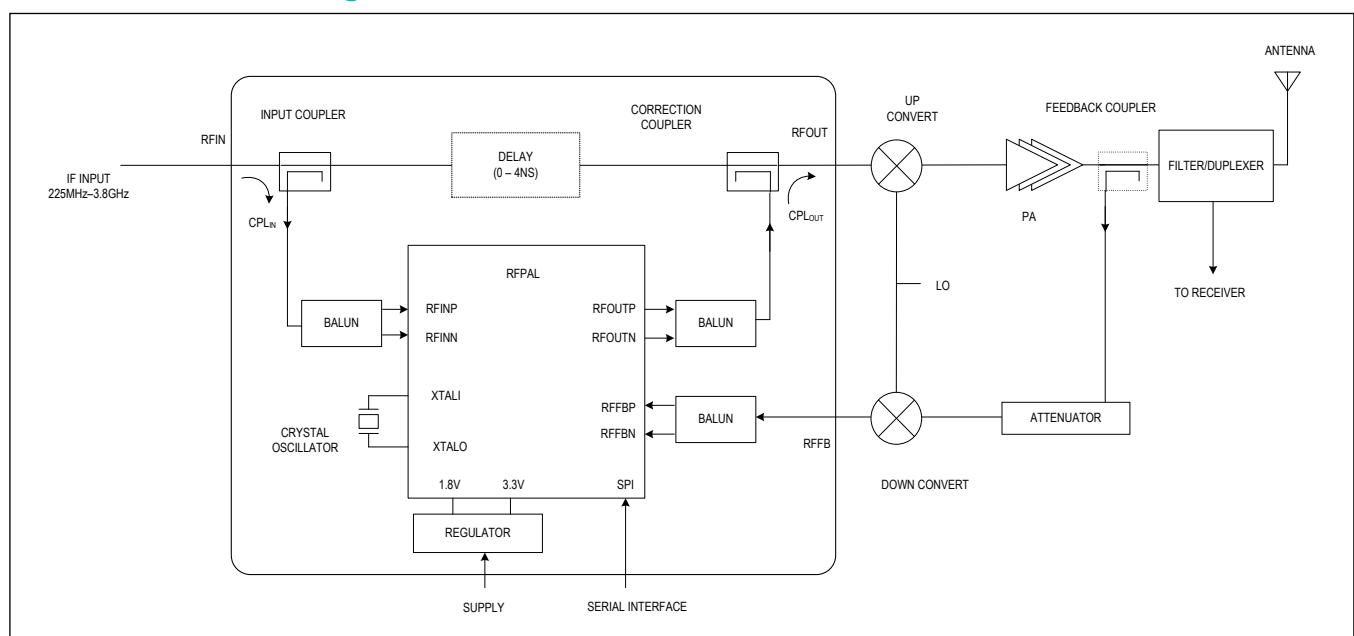 ANTENNA
UP
CONVERT
FEEDBACK COUPLER
INPUT COUPLER
CORRECTION
COUPLER
RFIN
RFOUT
DELAY
(0 – 4NS)
FILTER/DUPLEXER
IF INPUT
225MHz–3.8GHz
CPLIN
CPLOUT
PA
RFPAL
LO
TO RECEIVER
BALUN
RFINP
RFINN
RFOUTP
RFOUTN
BALUN
XTALI
XTALO
CRYSTAL
OSCILLATOR
RFFBP
RFFBN
BALUN
RFFB
ATTENUATOR
DOWN CONVERT
1.8V
3.3V
SPI
REGULATOR
SUPPLY
SERIAL INTERFACE